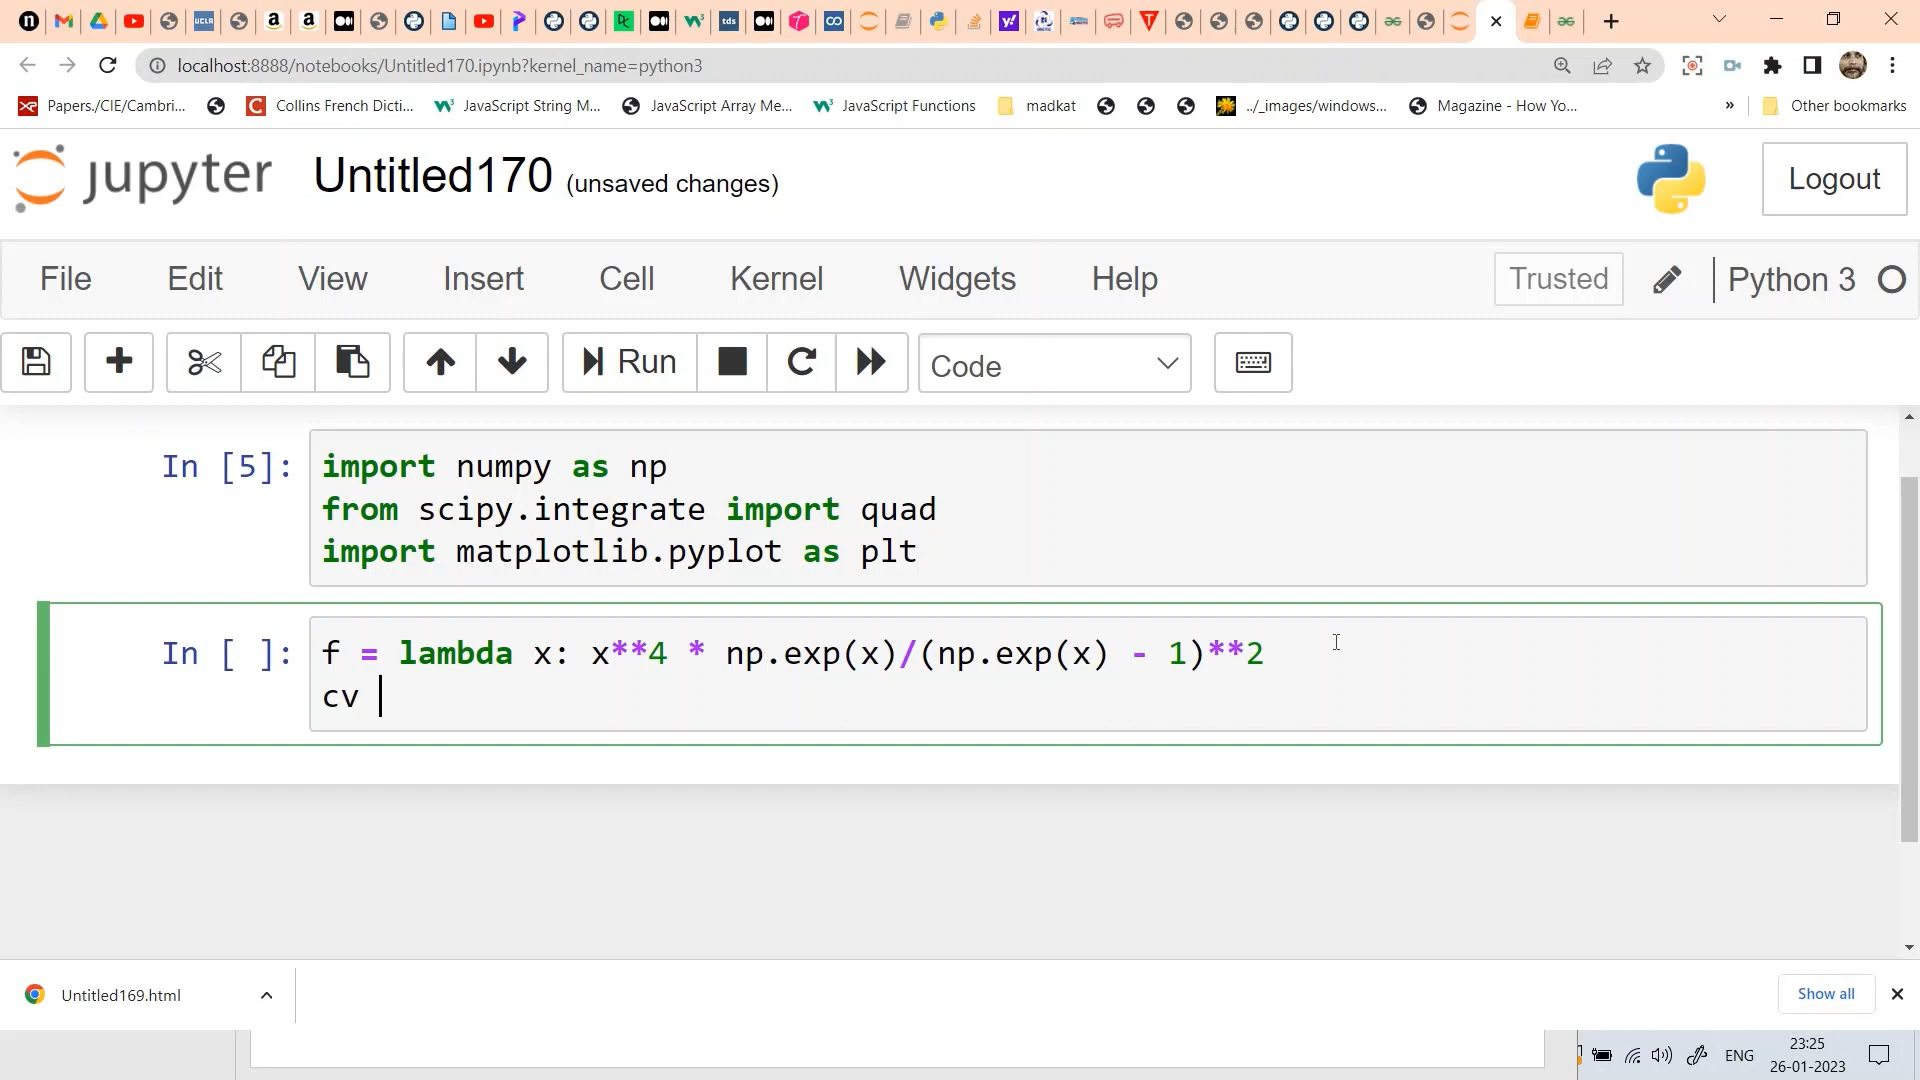 localhost:8888/notebooks/Untitled170.ipynb?kernel_name=python3
Papers./CIE/Cambri... Collins French Dicti... JavaScript String M... JavaScript Array Me... JavaScript Functions madkat ../_images/windows... Magazine - How Yo... » Other bookmarks
jupyter Untitled170 (unsaved changes) Logout
File Edit View Insert Cell Kernel Widgets Help Trusted Python 3
Run Code
In [5]: import numpy as np
from scipy.integrate import quad
import matplotlib.pyplot as plt
In [ ]: f = lambda x: x**4 * np.exp(x)/(np.exp(x) - 1)**2
cv
Untitled169.html Show all
ENG 23:25
26-01-2023